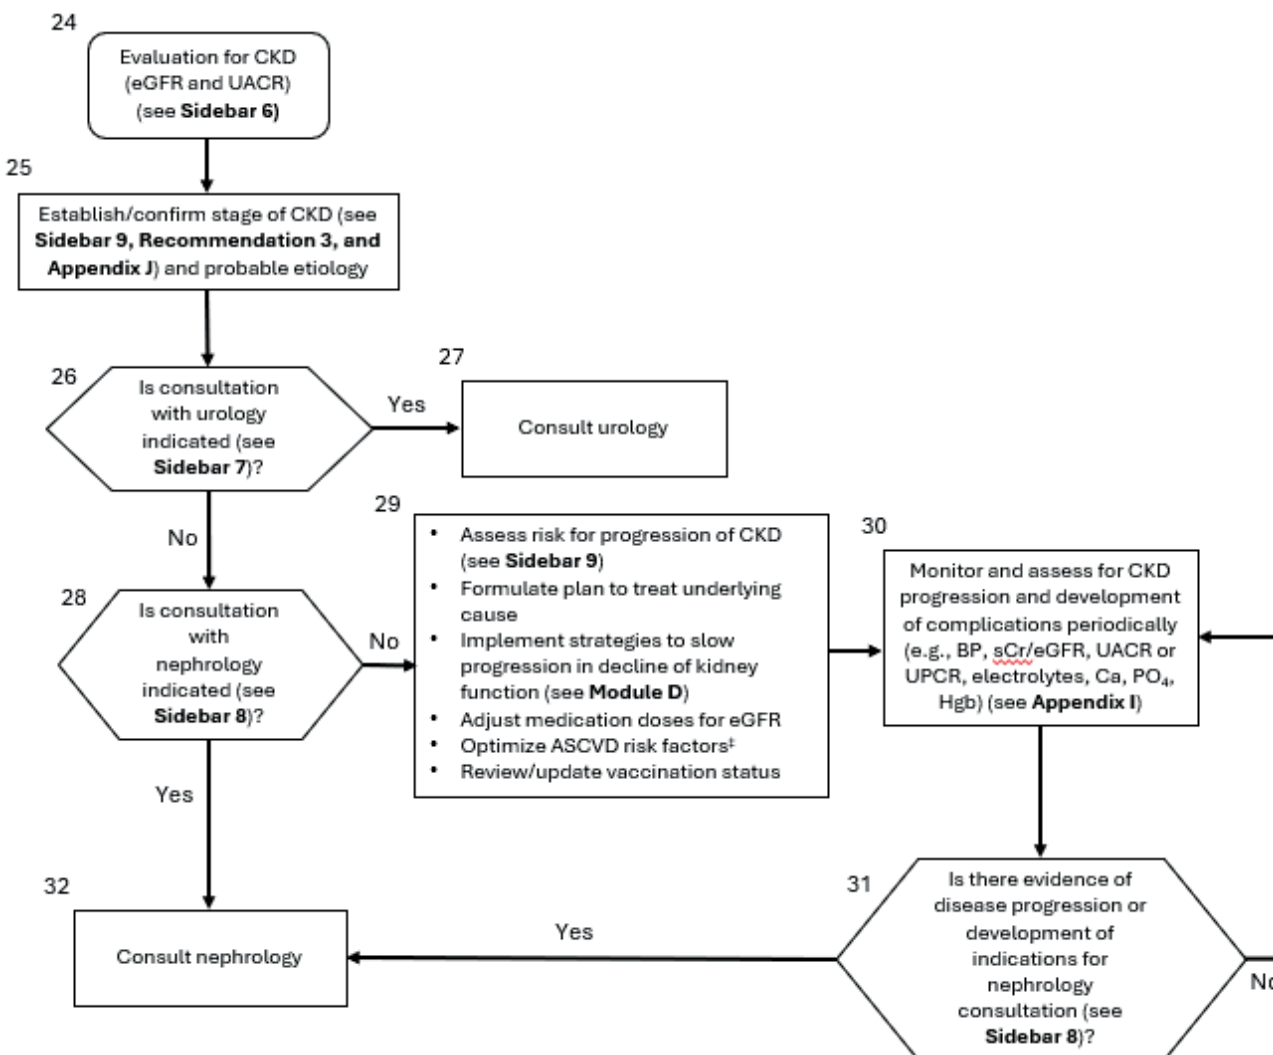 24
Evaluation for CKD
(eGFR and UACR)
(see Sidebar 6)
25
Establish/confirm stage of CKD (see
Sidebar 9, Recommendation 3, and
Appendix J) and probable etiology
26
Is consultation
with urology
indicated (see
Sidebar 7)?
Yes
27
Consult urology
No
28
Is consultation
with
nephrology
indicated (see
Sidebar 8)?
No
29
• Assess risk for progression of CKD
(see Sidebar 9)
• Formulate plan to treat underlying
cause
• Implement strategies to slow
progression in decline of kidney
function (see Module D)
• Adjust medication doses for eGFR
• Optimize ASCVD risk factors‡
• Review/update vaccination status
30
Monitor and assess for CKD
progression and development
of complications periodically
(e.g., BP, sCr/eGFR, UACR or
UPCR, electrolytes, Ca, PO₄,
Hgb) (see Appendix I)
Yes
31
Is there evidence of
disease progression or
development of
indications for
nephrology
consultation (see
Sidebar 8)?
Yes
No
32
Consult nephrology